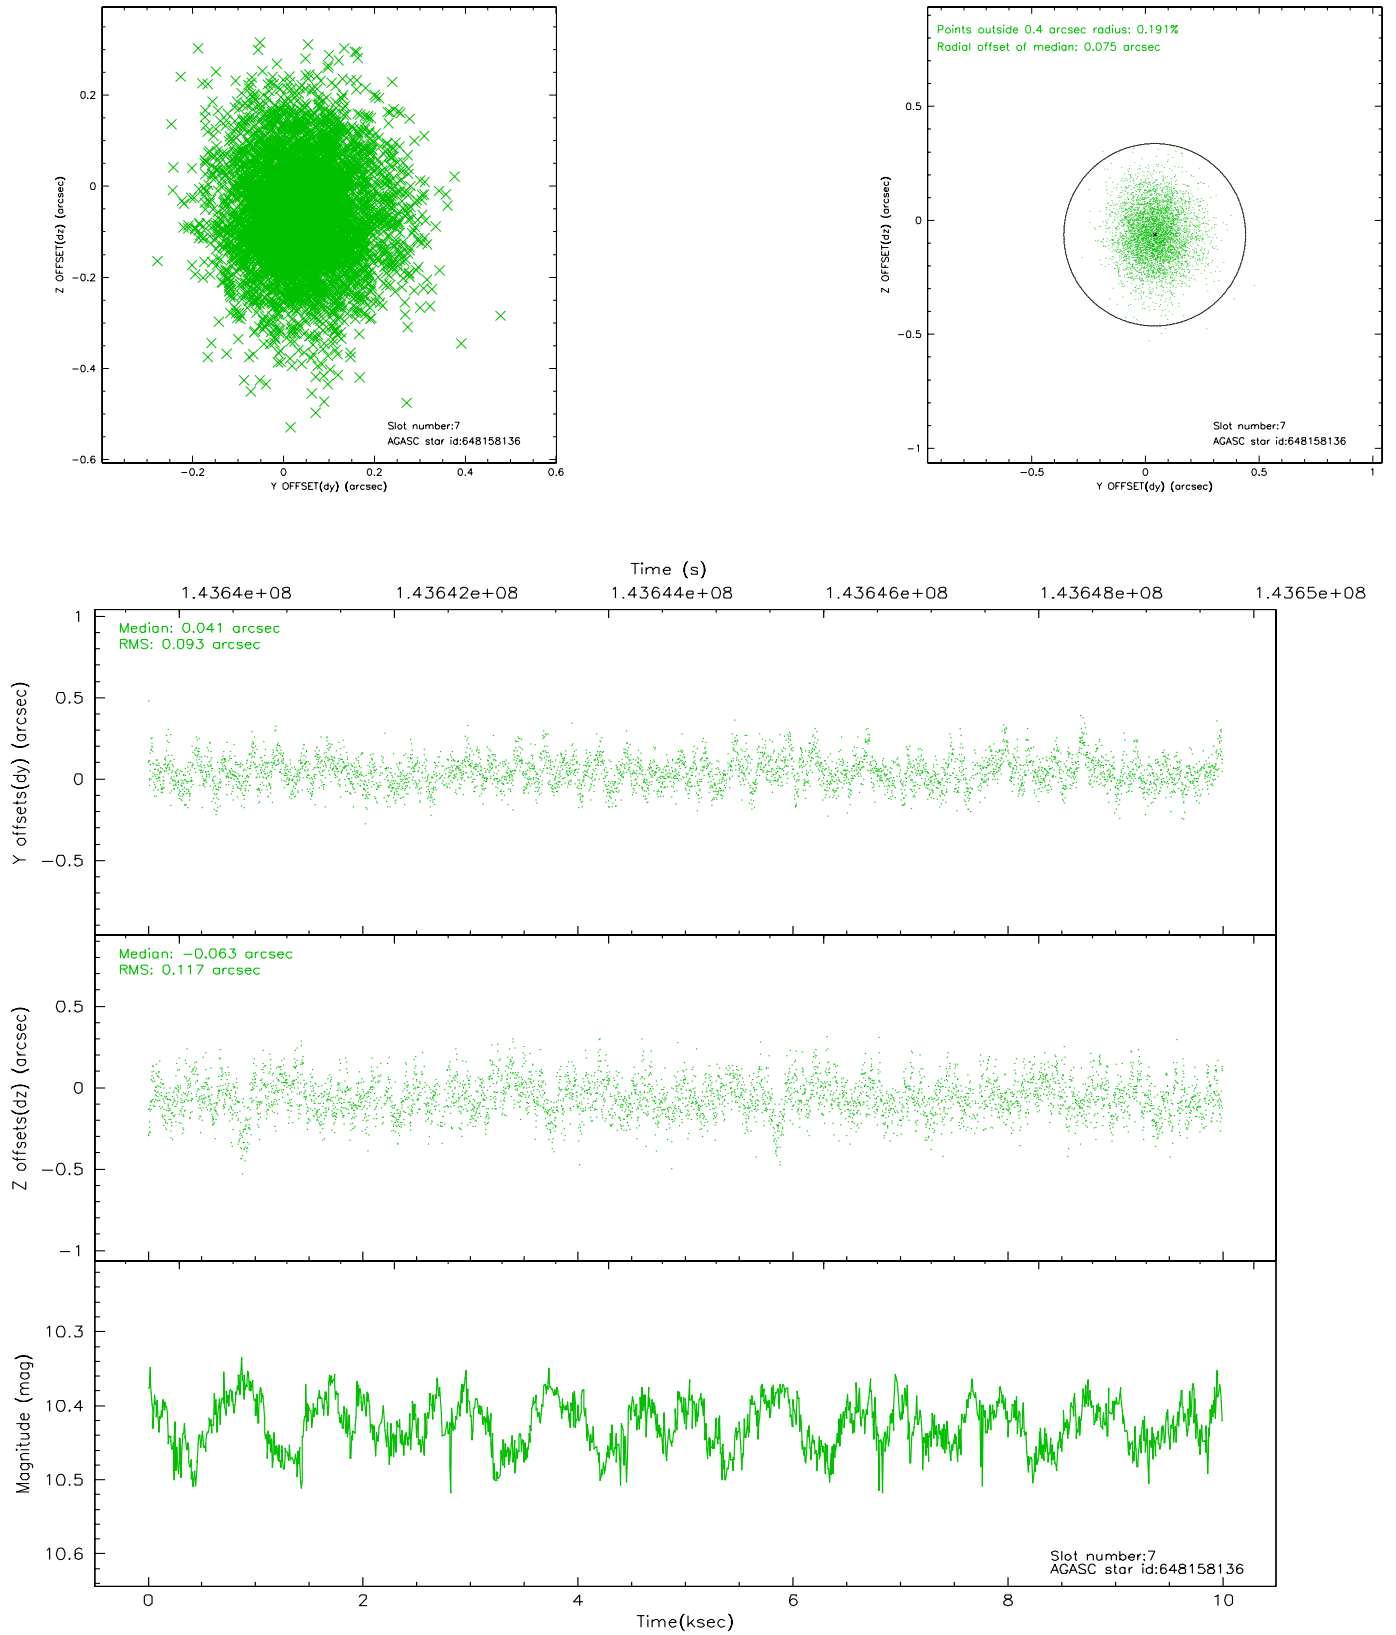 0.2
0
−0.2
−0.4
−0.6
Z OFFSET(dz) (arcsec)
Slot number:7
AGASC star id:648158136
−0.2 0 0.2 0.4 0.6
Y OFFSET(dy) (arcsec)
Points outside 0.4 arcsec radius: 0.191%
Radial offset of median: 0.075 arcsec
0.5
0
−0.5
−1
Z OFFSET(dz) (arcsec)
Slot number:7
AGASC star id:648158136
−0.5 0 0.5 1
Y OFFSET(dy) (arcsec)
Time (s)
1.4364e+08 1.43642e+08 1.43644e+08 1.43646e+08 1.43648e+08 1.4365e+08
Median: 0.041 arcsec
RMS: 0.093 arcsec
1
0.5
0
−0.5
Y offsets(dy) (arcsec)
Median: −0.063 arcsec
RMS: 0.117 arcsec
0.5
0
−0.5
−1
Z offsets(dz) (arcsec)
10.3
10.4
10.5
10.6
Magnitude (mag)
Slot number:7
AGASC star id:648158136
0 2 4 6 8 10
Time(ksec)